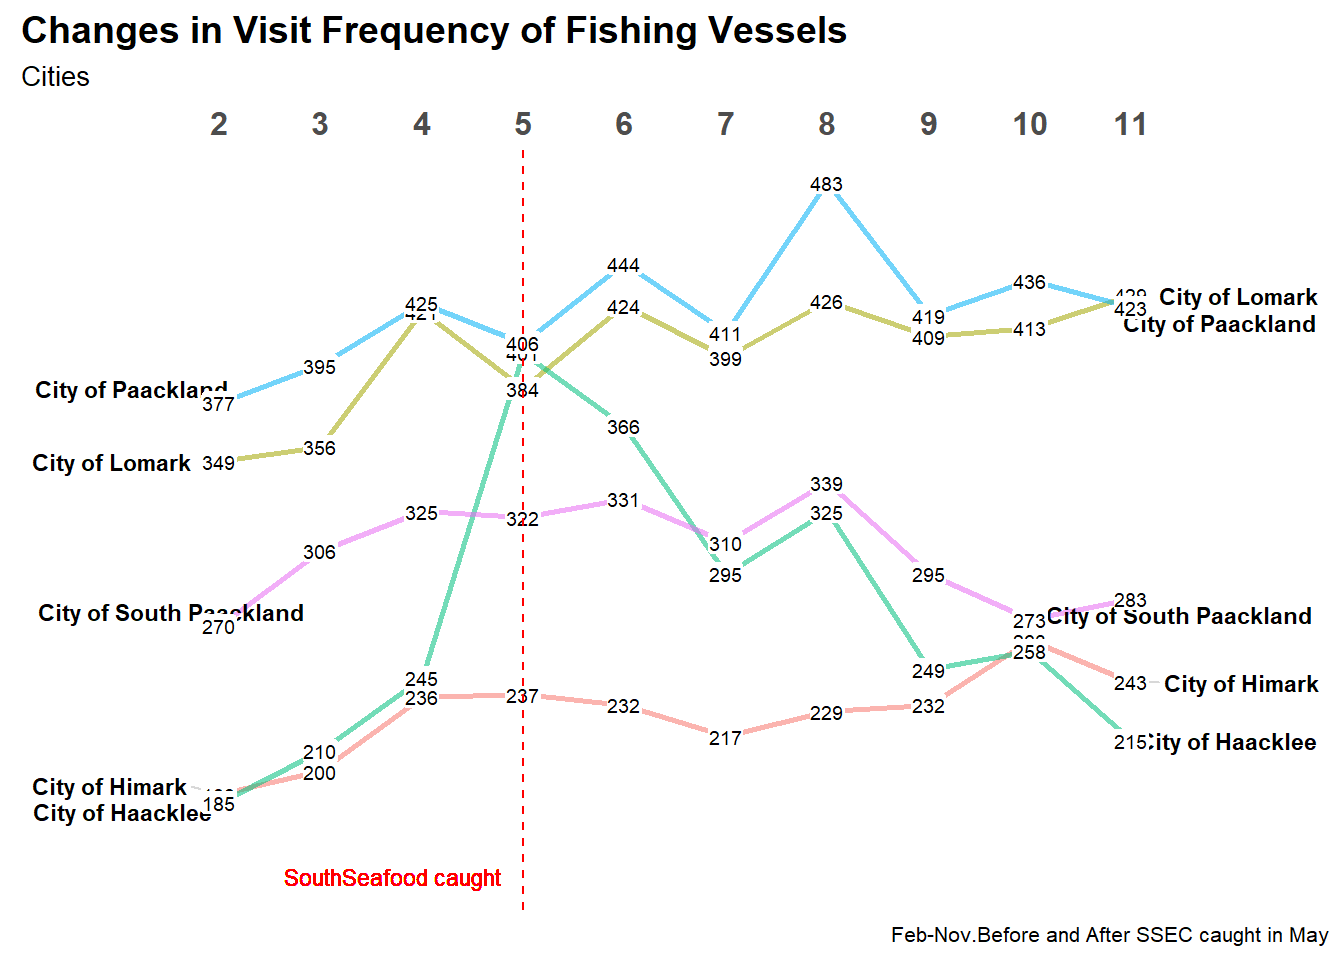 Changes in Visit Frequency of Fishing Vessels
Cities
2 3 4 5 6 7 8 9 10 11
483
444
436
425 429 City of Lomark
421 424 426 423
406 411 419 413 City of Paackland
401 409
395 399
City of Paackland 384
377
366
City of Lomark 349 356
339
325 322 331 325
306 310
295 295
283
City of South Paackland 273 City of South Paackland
270
258
245 249 243 City of Himark
236 237 232 232
229
210 217 215 City of Haacklee
200
City of Himark
185
City of Haacklee
SouthSeafood caught
Feb-Nov.Before and After SSEC caught in May